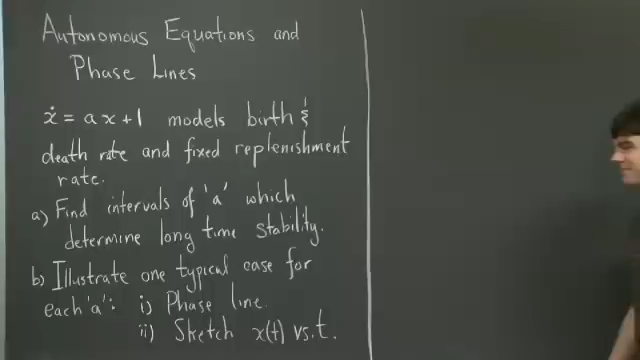 Autonomous Equations and
Phase Lines
ẋ = ax+1 models birth &
death rate and fixed replenishment
rate.
a) Find intervals of 'a' which
determine long time stability.
b) Illustrate one typical case for
each 'a': i) Phase line.
ii) Sketch x(t) vs. t.